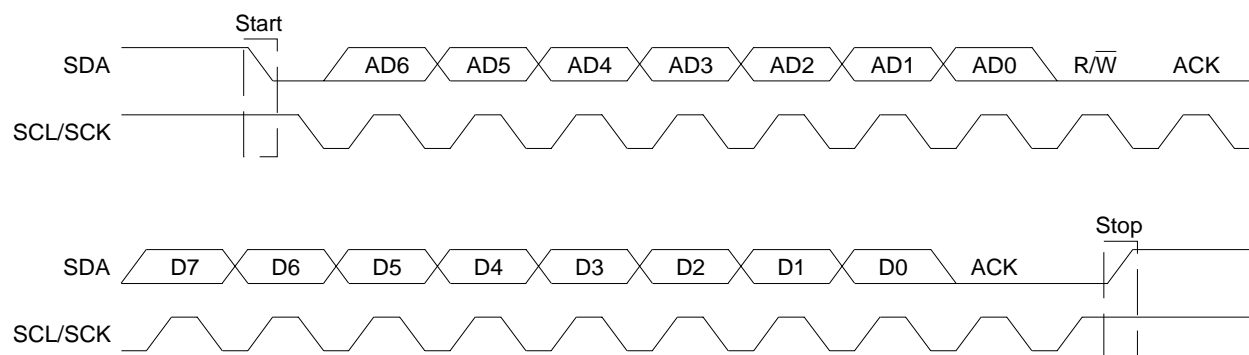 Start
SDA AD6 AD5 AD4 AD3 AD2 AD1 AD0 R/W̅ ACK
SCL/SCK
Stop
SDA D7 D6 D5 D4 D3 D2 D1 D0 ACK
SCL/SCK